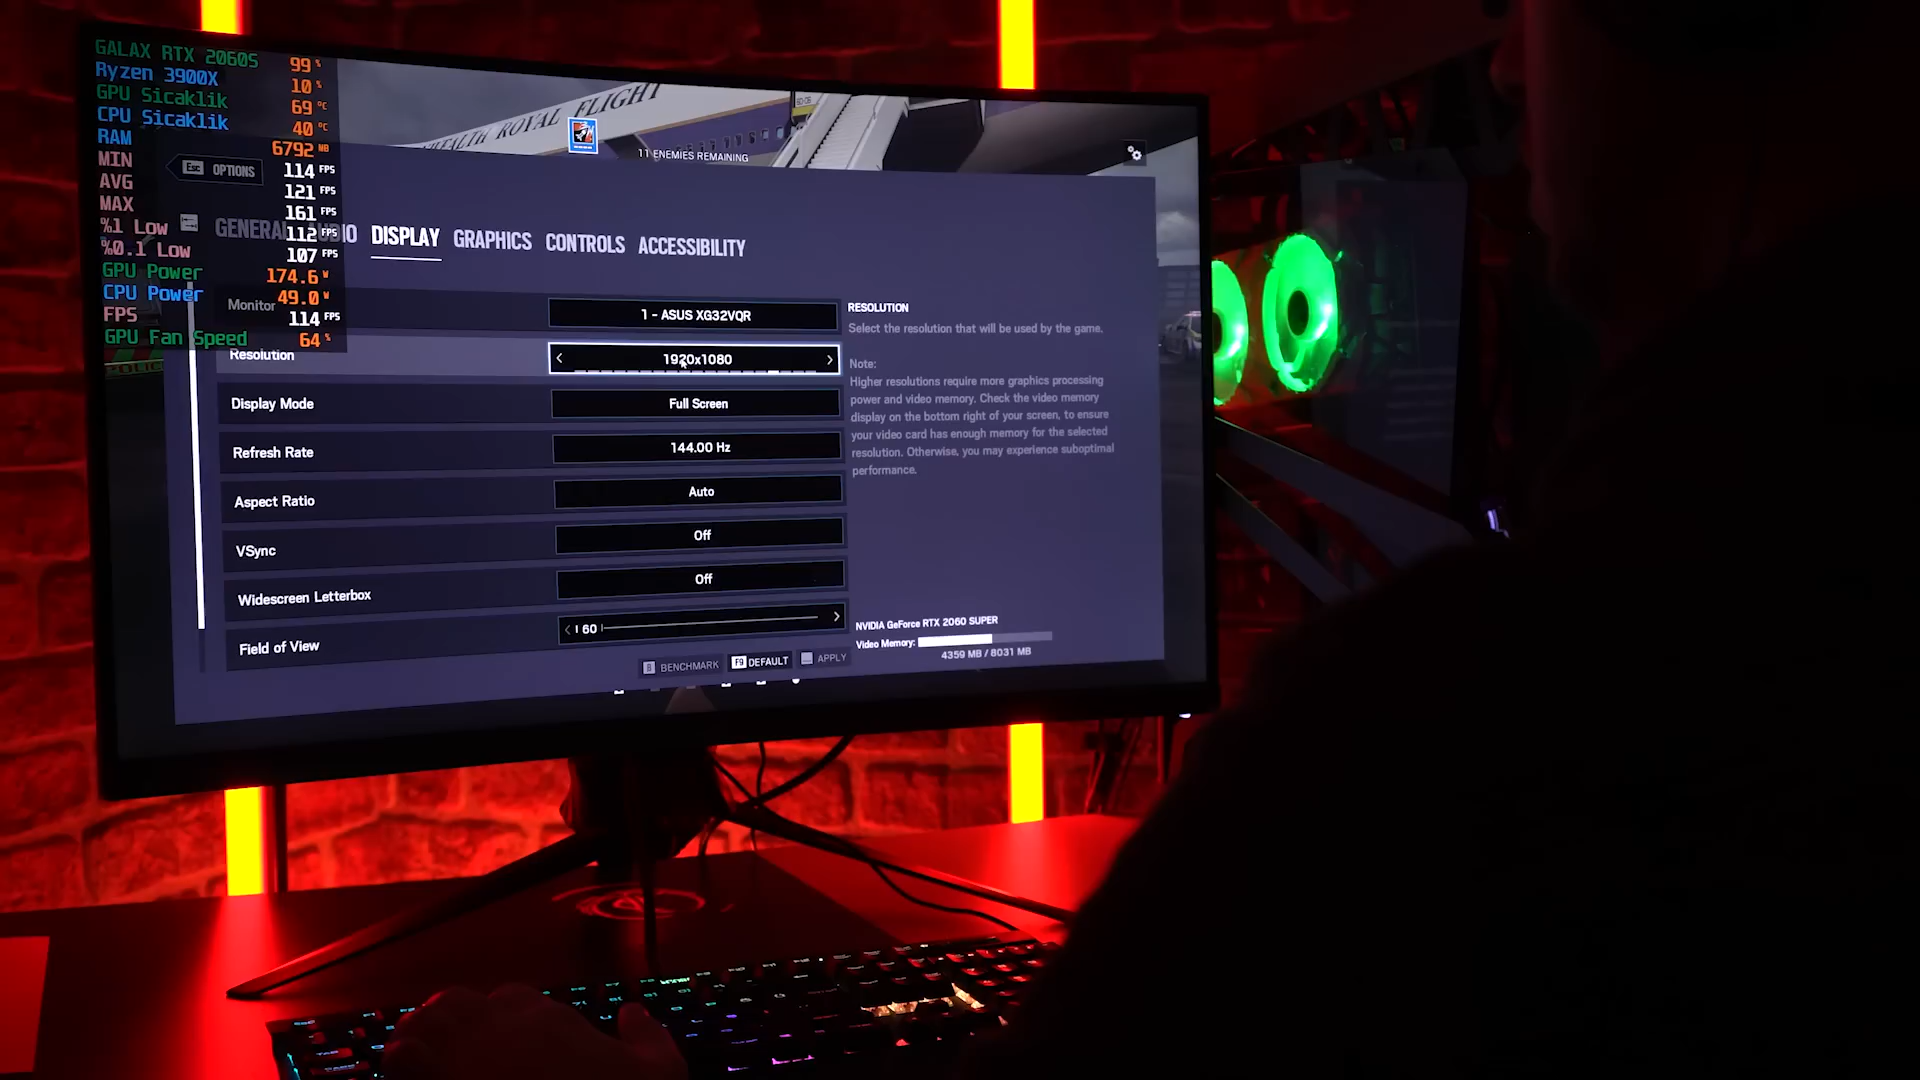 GALAX RTX 2060S 99 %
Ryzen 3900X 10 %
GPU Sicaklik 69 °C
CPU Sicaklik 40 °C
RAM 6792 MB
MIN 114 FPS
AVG 121 FPS
MAX 161 FPS
%1 Low 112 FPS
%0.1 Low 107 FPS
GPU Power 174.6 W
CPU Power 49.0 W
FPS 114 FPS
GPU Fan Speed 64 %
ROYAL FLIGHT
11 ENEMIES REMAINING
Esc OPTIONS
GENERAL DISPLAY GRAPHICS CONTROLS ACCESSIBILITY
Monitor 1 - ASUS XG32VQR
Resolution 1920x1080
Display Mode Full Screen
Refresh Rate 144.00 Hz
Aspect Ratio Auto
VSync Off
Widescreen Letterbox Off
Field of View 60
RESOLUTION
Select the resolution that will be used by the game.
Note:
Higher resolutions require more graphics processing
power and video memory. Check the video memory
display on the bottom right of your screen, to ensure
your video card has enough memory for the selected
resolution. Otherwise, you may experience suboptimal
performance.
NVIDIA GeForce RTX 2060 SUPER
Video Memory:
4359 MB / 8031 MB
BENCHMARK F9 DEFAULT APPLY